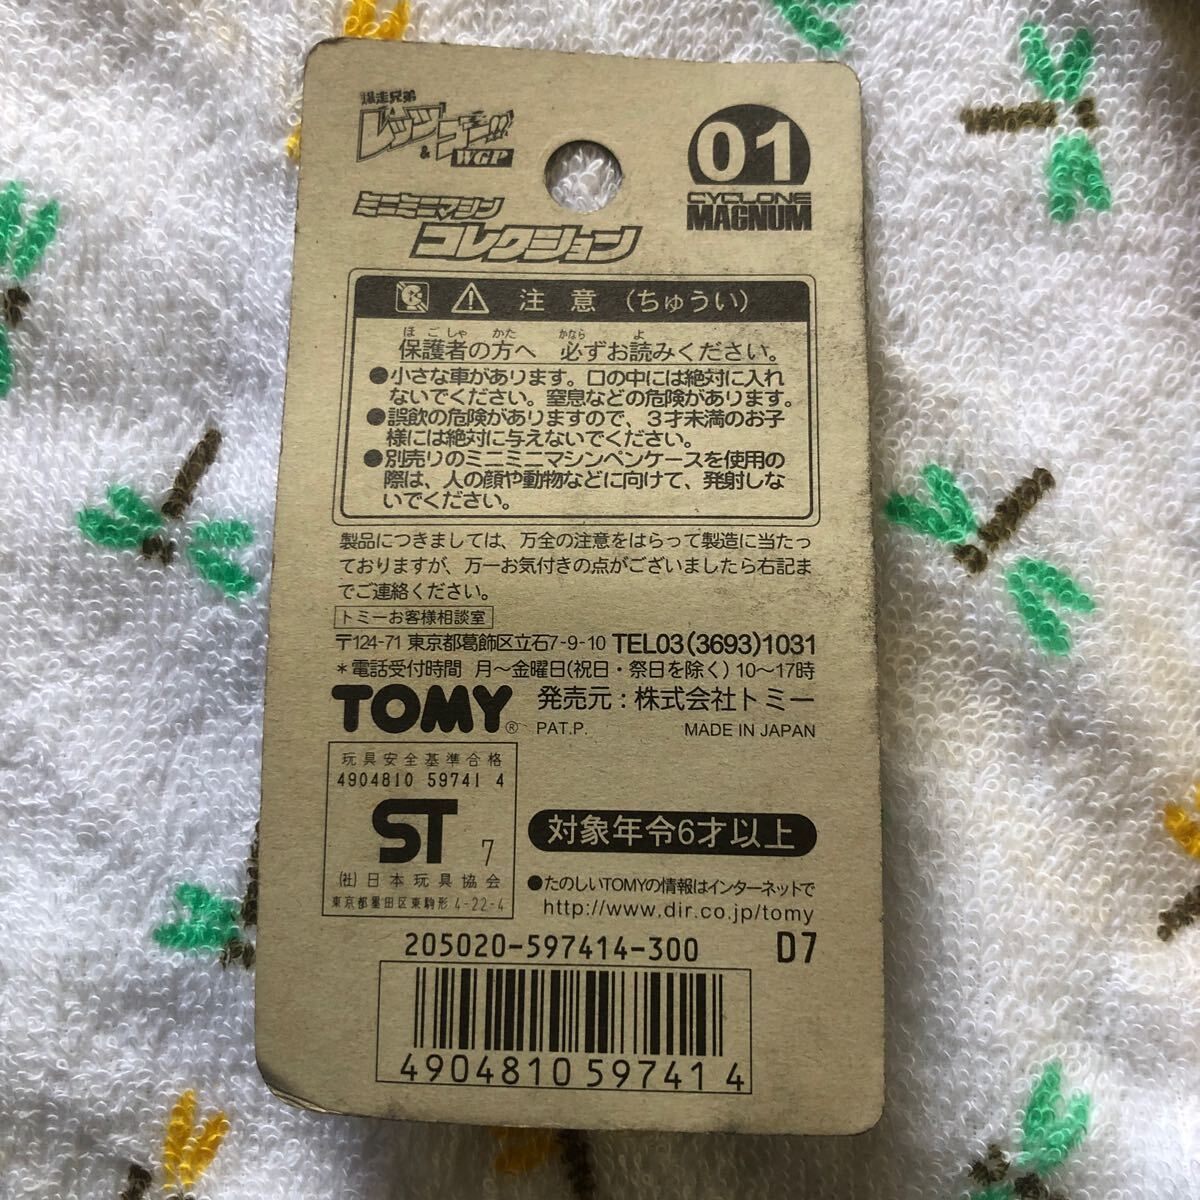 爆走兄弟
レッツ&ゴー!!!
WGP
ミニミニマシン
コレクション
01
CYCLONE
MAGNUM
注意（ちゅうい）
ほごしゃ かた かなら よ
保護者の方へ 必ずお読みください。
●小さな車があります。口の中には絶対に入れ
ないでください。窒息などの危険があります。
●誤飲の危険がありますので、3才未満のお子
様には絶対に与えないでください。
●別売りのミニミニマシンペンケースを使用の
際は、人の顔や動物などに向けて、発射しな
いでください。
製品につきましては、万全の注意をはらって製造に当たっ
ておりますが、万一お気付きの点がございましたら右記ま
でご連絡ください。
トミーお客様相談室
〒124-71 東京都葛飾区立石7-9-10 TEL03(3693)1031
*電話受付時間 月～金曜日(祝日・祭日を除く)10～17時
TOMY® 発売元：株式会社トミー
PAT.P. MADE IN JAPAN
玩具安全基準合格
4904810 59741 4
ST 7
(社)日本玩具協会
東京都墨田区東駒形4-22-4
対象年令6才以上
●たのしいTOMYの情報はインターネットで
http://www.dir.co.jp/tomy
205020-597414-300 D7
4904810597414